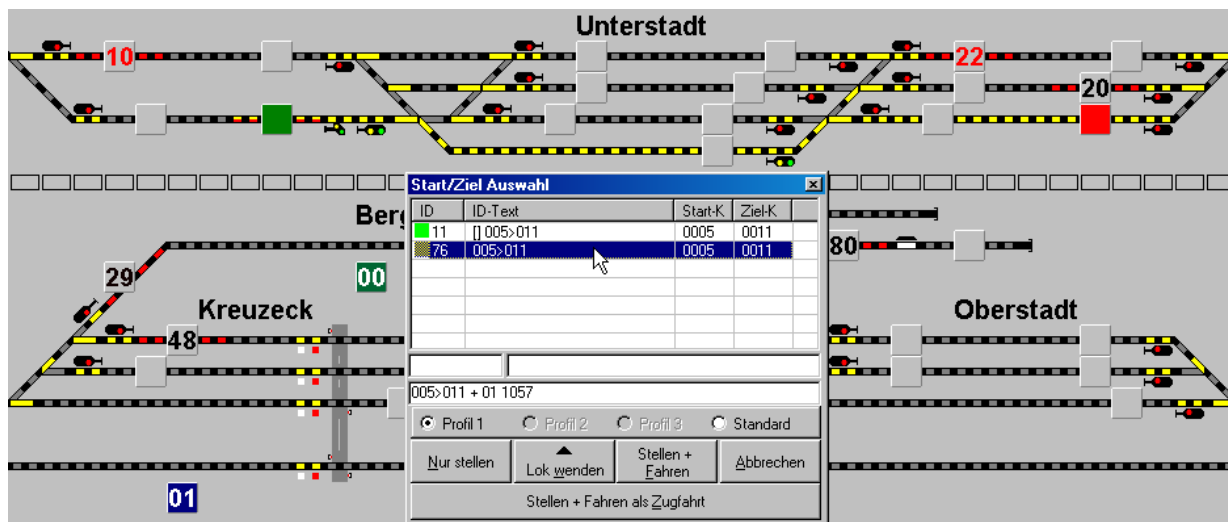 Unterstadt
10
22
20
Start/Ziel Auswahl
ID ID-Text Start-K Ziel-K
11 [] 005>011 0005 0011
76 005>011 0005 0011
Berg
80
29
00
Kreuzeck
Oberstadt
48
005>011 + 01 1057
Profil 1 Profil 2 Profil 3 Standard
Nur stellen Lok wenden Stellen + Fahren Abbrechen
Stellen + Fahren als Zugfahrt
01